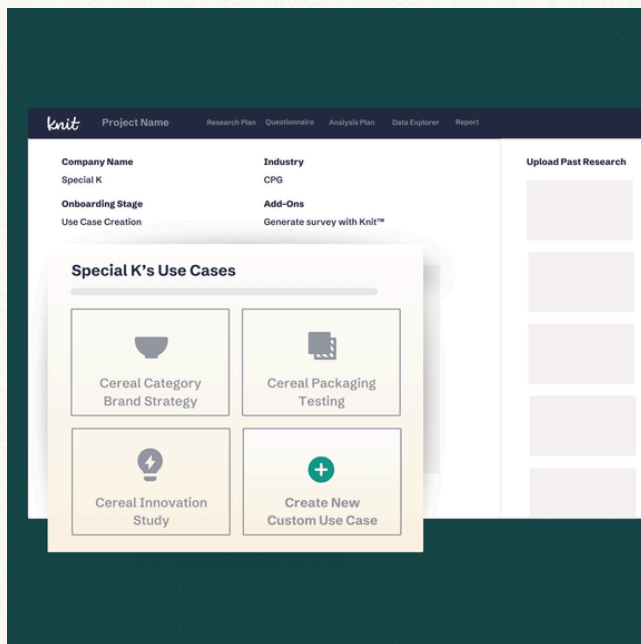 knit
Project Name
Research Plan
Questionnaire
Analysis Plan
Data Explorer
Report
Company Name
Special K
Industry
CPG
Onboarding Stage
Use Case Creation
Add-Ons
Generate survey with Knit™
Upload Past Research
Special K's Use Cases
Cereal Category
Brand Strategy
Cereal Packaging
Testing
Cereal Innovation
Study
Create New
Custom Use Case